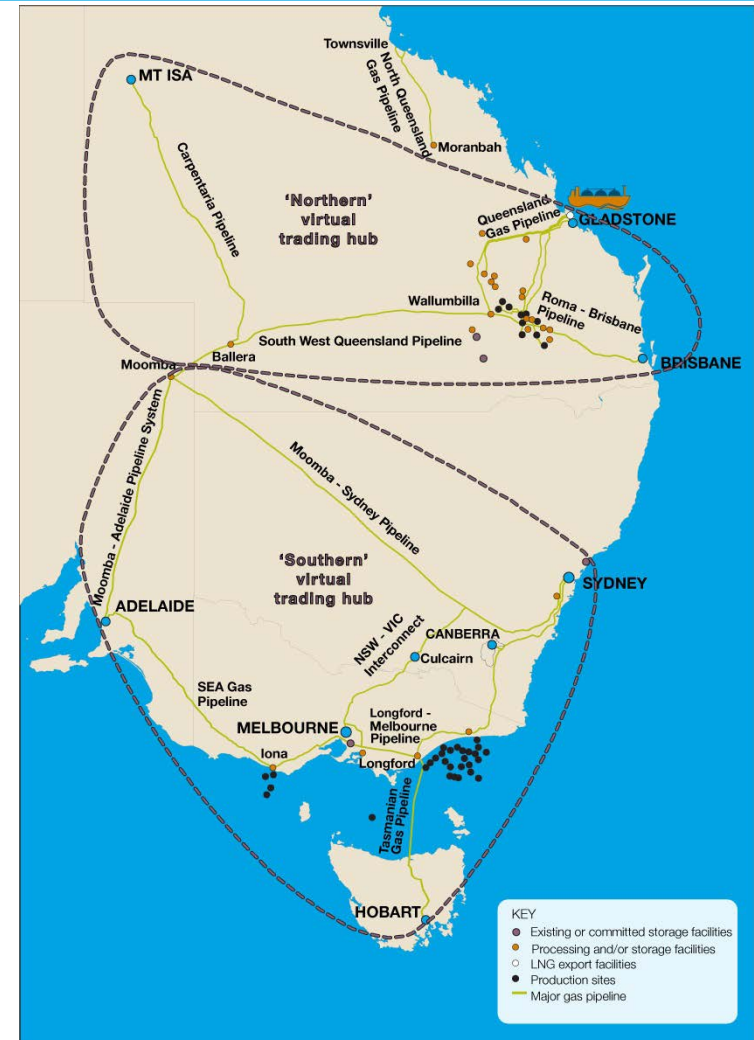 Townsville
North Queensland
Gas Pipeline
MT ISA
Moranbah
Carpentaria Pipeline
'Northern'
virtual
trading hub
Queensland
Gas Pipeline
GLADSTONE
Wallumbilla
Roma - Brisbane
Pipeline
South West Queensland Pipeline
Ballera
Moomba
BRISBANE
Moomba - Adelaide Pipeline System
Moomba - Sydney Pipeline
'Southern'
virtual
trading hub
SYDNEY
ADELAIDE
NSW - VIC
Interconnect
CANBERRA
Culcairn
SEA Gas
Pipeline
MELBOURNE
Longford -
Melbourne
Pipeline
Iona
Longford
Tasmanian
Gas Pipeline
HOBART
KEY
Existing or committed storage facilities
Processing and/or storage facilities
LNG export facilities
Production sites
Major gas pipeline